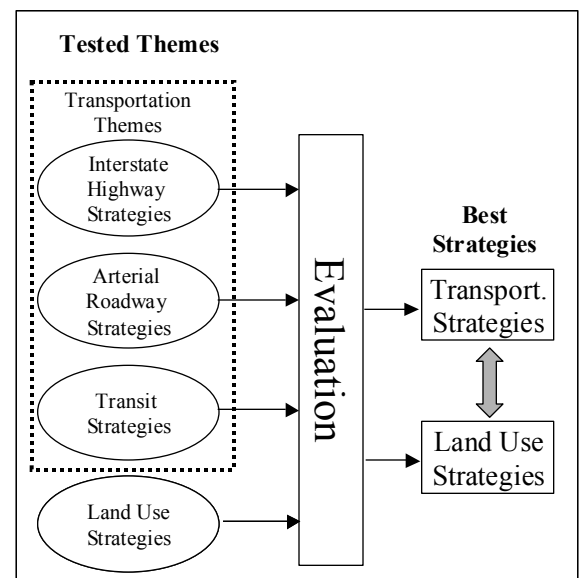 Tested Themes
Transportation
Themes
Interstate
Highway
Strategies
Arterial
Roadway
Strategies
Transit
Strategies
Land Use
Strategies
Evaluation
Best
Strategies
Transport.
Strategies
Land Use
Strategies